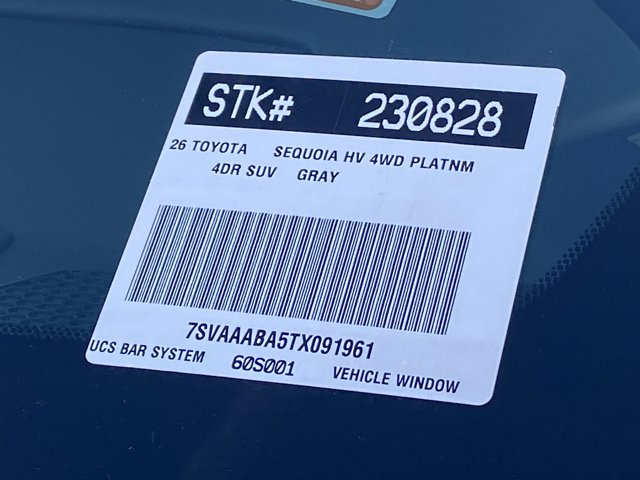 STK# 230828
26 TOYOTA SEQUOIA HV 4WD PLATNM
4DR SUV GRAY
7SVAAABA5TX091961
UCS BAR SYSTEM 60S001 VEHICLE WINDOW